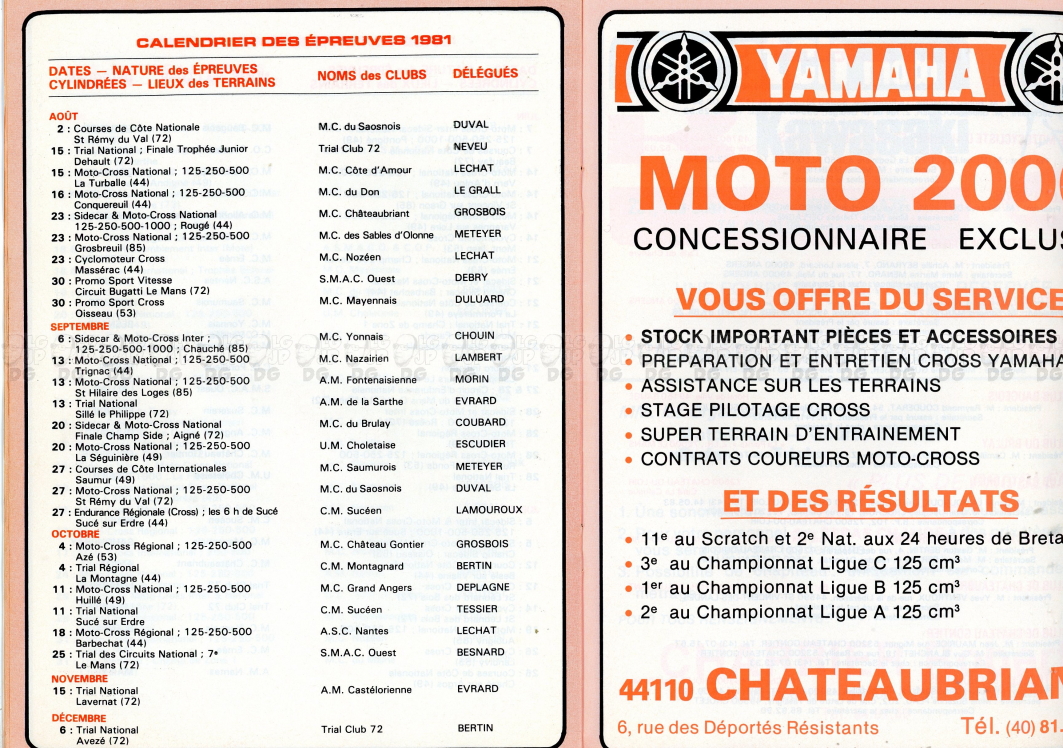 CALENDRIER DES ÉPREUVES 1981
DATES — NATURE des ÉPREUVES
CYLINDRÉES — LIEUX des TERRAINS
NOMS des CLUBS
DÉLÉGUÉS
AOÛT
2 : Courses de Côte Nationale M.C. du Saosnois DUVAL
St Rémy du Val (72)
15 : Trial National ; Finale Trophée Junior Trial Club 72 NEVEU
Dehault (72)
15 : Moto-Cross National ; 125-250-500 M.C. Côte d'Amour LECHAT
La Turballe (44)
16 : Moto-Cross National ; 125-250-500 M.C. du Don LE GRALL
Conquereuil (44)
23 : Sidecar & Moto-Cross National M.C. Châteaubriant GROSBOIS
125-250-500-1000 ; Rougé (44)
23 : Moto-Cross National ; 125-250-500 M.C. des Sables d'Olonne METEYER
Grosbreuil (85)
23 : Cyclomoteur Cross M.C. Nozéen LECHAT
Massérac (44)
30 : Promo Sport Vitesse S.M.A.C. Ouest DEBRY
Circuit Bugatti Le Mans (72)
30 : Promo Sport Cross M.C. Mayennais DULUARD
Oisseau (53)
SEPTEMBRE
6 : Sidecar & Moto-Cross Inter ; M.C. Yonnais CHOUIN
125-250-500-1000 ; Chauché (85)
13 : Moto-Cross National ; 125-250-500 M.C. Nazairien LAMBERT
Trignac (44)
13 : Moto-Cross National ; 125-250-500 A.M. Fontenaisienne MORIN
St Hilaire des Loges (85)
13 : Trial National A.M. de la Sarthe EVRARD
Sillé le Philippe (72)
20 : Sidecar & Moto-Cross National M.C. du Brulay COUBARD
Finale Champ Side ; Aigné (72)
20 : Moto-Cross National ; 125-250-500 U.M. Choletaise ESCUDIER
La Séguinière (49)
27 : Courses de Côte Internationales M.C. Saumurois METEYER
Saumur (49)
27 : Moto-Cross National ; 125-250-500 M.C. du Saosnois DUVAL
St Rémy du Val (72)
27 : Endurance Régionale (Cross) ; les 6 h de Sucé C.M. Sucéen LAMOUROUX
Sucé sur Erdre (44)
OCTOBRE
4 : Moto-Cross Régional ; 125-250-500 M.C. Château Gontier GROSBOIS
Azé (53)
4 : Trial Régional C.M. Montagnard BERTIN
La Montagne (44)
11 : Moto-Cross National ; 125-250-500 M.C. Grand Angers DEPLAGNE
Huillé (49)
11 : Trial National C.M. Sucéen TESSIER
Sucé sur Erdre
18 : Moto-Cross Régional ; 125-250-500 A.S.C. Nantes LECHAT
Barbechat (44)
25 : Trial des Circuits National ; 7e S.M.A.C. Ouest BESNARD
Le Mans (72)
NOVEMBRE
15 : Trial National A.M. Castélorienne EVRARD
Lavernat (72)
DÉCEMBRE
6 : Trial National Trial Club 72 BERTIN
Avezé (72)
YAMAHA
MOTO 200
CONCESSIONNAIRE EXCLUS
VOUS OFFRE DU SERVICE
• STOCK IMPORTANT PIÈCES ET ACCESSOIRES
• PREPARATION ET ENTRETIEN CROSS YAMAHA
• ASSISTANCE SUR LES TERRAINS
• STAGE PILOTAGE CROSS
• SUPER TERRAIN D'ENTRAINEMENT
• CONTRATS COUREURS MOTO-CROSS
ET DES RÉSULTATS
• 11e au Scratch et 2e Nat. aux 24 heures de Breta
• 3e au Championnat Ligue C 125 cm³
• 1er au Championnat Ligue B 125 cm³
• 2e au Championnat Ligue A 125 cm³
44110 CHATEAUBRIAN
6, rue des Déportés Résistants Tél. (40) 81-